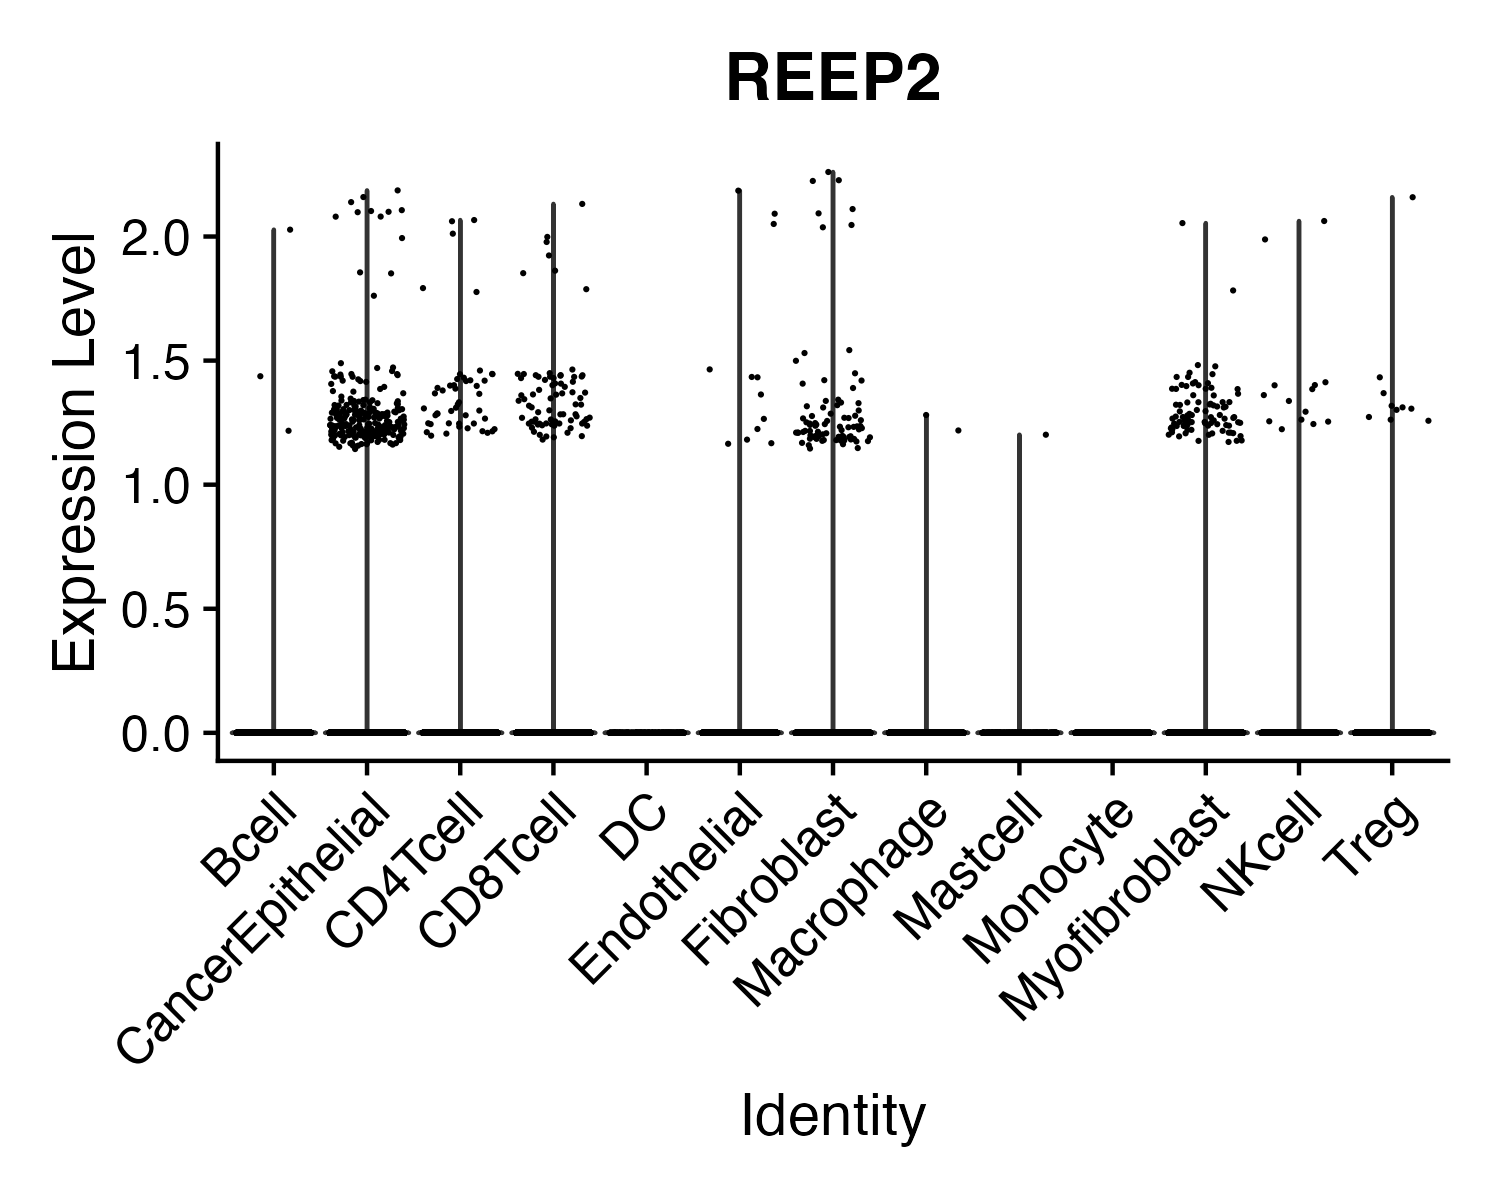 REEP2
Expression Level
2.0
1.5
1.0
0.5
0.0
Bcell
CancerEpithelial
CD4Tcell
CD8Tcell
DC
Endothelial
Fibroblast
Macrophage
Mastcell
Monocyte
Myofibroblast
NKcell
Treg
Identity